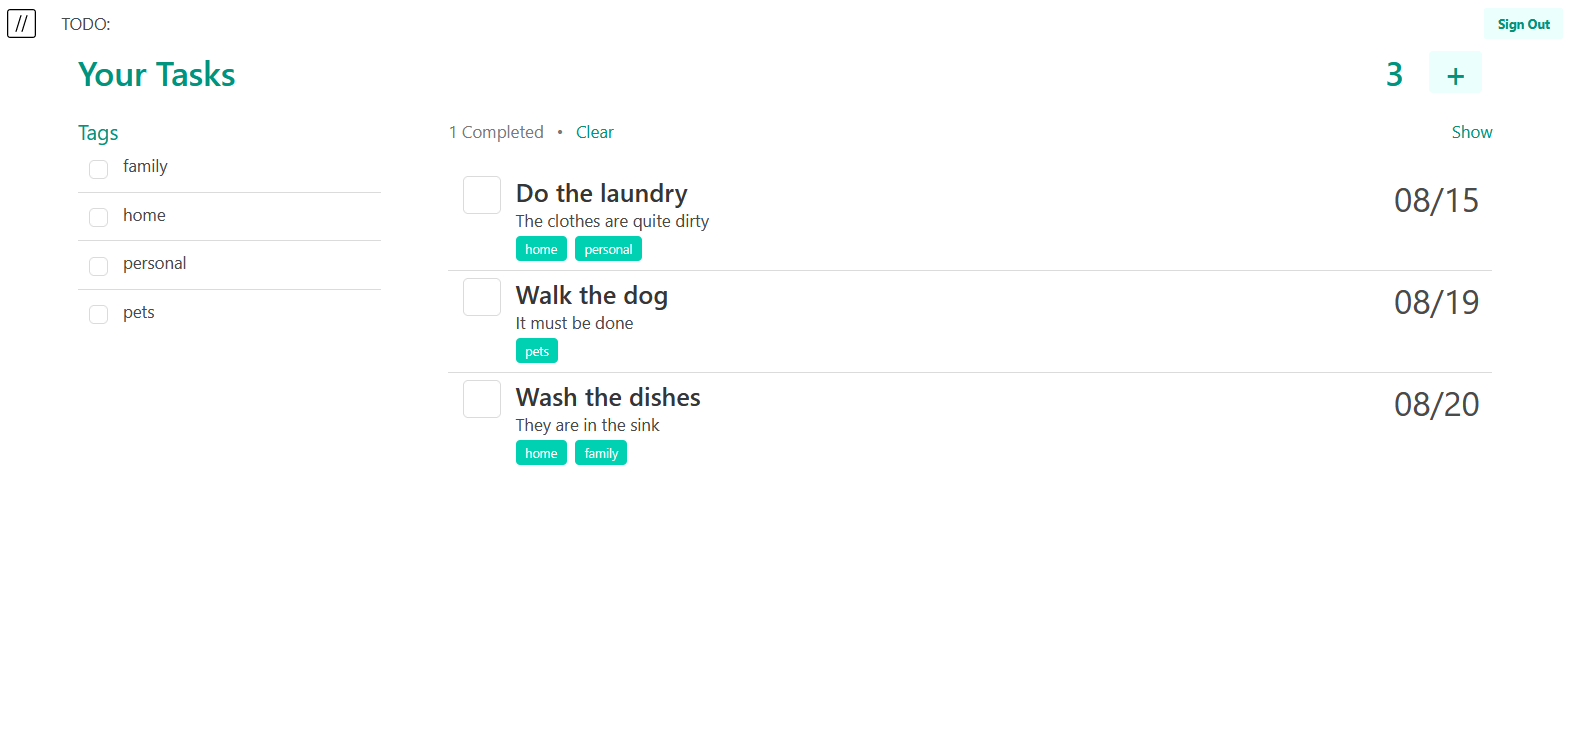 // TODO: Sign Out
Your Tasks 3 +
Tags
family
home
personal
pets
1 Completed • Clear Show
Do the laundry 08/15
The clothes are quite dirty
home personal
Walk the dog 08/19
It must be done
pets
Wash the dishes 08/20
They are in the sink
home family